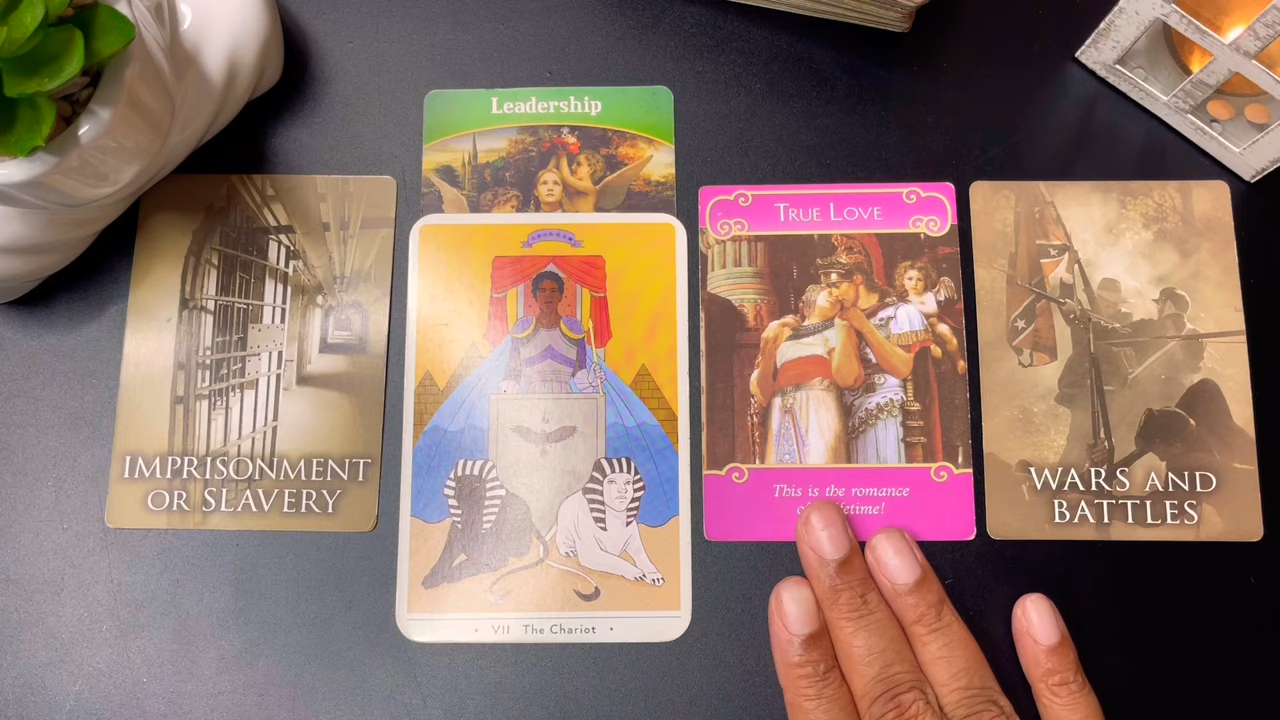 Leadership
IMPRISONMENT
OR SLAVERY
• VII The Chariot •
TRUE LOVE
This is the romance
WARS AND
BATTLES